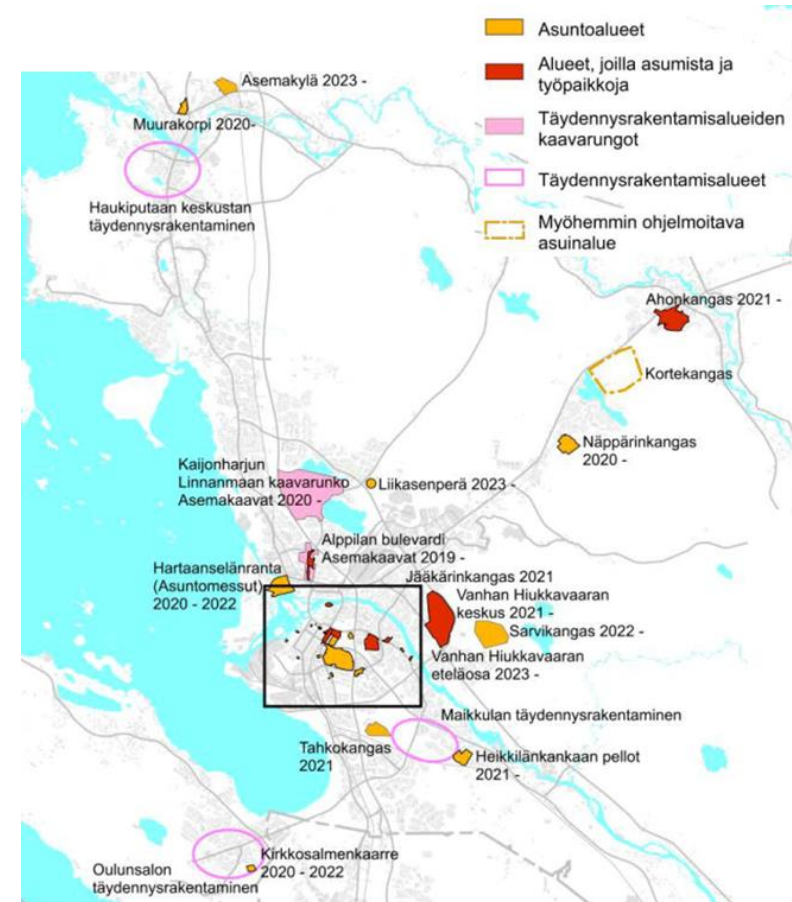 Asuntoalueet
Alueet, joilla asumista ja
työpaikkoja
Täydennysrakentamisalueiden
kaavarungot
Täydennysrakentamisalueet
Myöhemmin ohjelmoitava
asuinalue
Asemakylä 2023 -
Muurakorpi 2020-
Haukiputaan keskustan
täydennysrakentaminen
Ahonkangas 2021 -
Kortekangas
Näppärinkangas
2020 -
Kaijonharjun
Linnanmaan kaavarunko
Asemakaavat 2020 -
Liikasenperä 2023 -
Alppilan bulevardi
Asemakaavat 2019 -
Hartaanselänranta
(Asuntomessut)
2020 - 2022
Jääkärinkangas 2021
Vanhan Hiukkavaaran
keskus 2021 -
Sarvikangas 2022 -
Vanhan Hiukkavaaran
eteläosa 2023 -
Maikkulan täydennysrakentaminen
Tahkokangas
2021
Heikkilänkankaan pellot
2021 -
Kirkkosalmenkaarre
2020 - 2022
Oulunsalon
täydennysrakentaminen